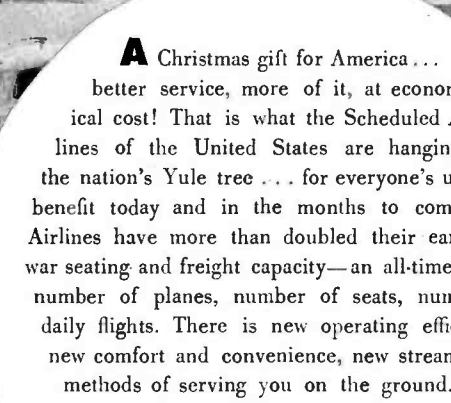 A Christmas gift for America...
better service, more of it, at econom
ical cost! That is what the Scheduled
lines of the United States are hangin
the nation's Yule tree ... for everyone's u
benefit today and in the months to com
Airlines have more than doubled their ear
war seating and freight capacity—an all-time
number of planes, number of seats, num
daily flights. There is new operating effi
new comfort and convenience, new stream
methods of serving you on the ground.